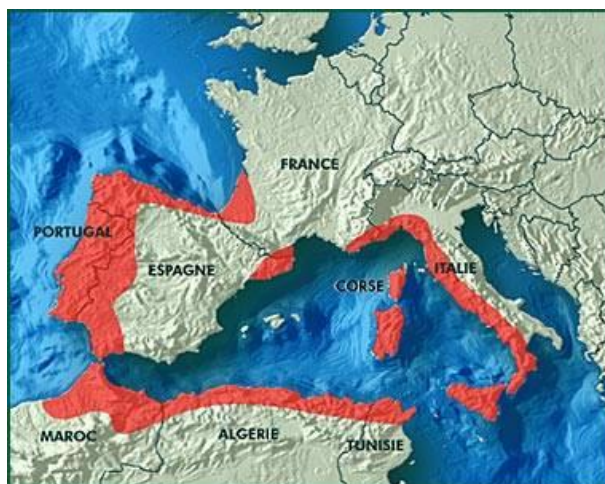 FRANCE
PORTUGAL
ESPAGNE
CORSE
ITALIE
MAROC
ALGERIE
TUNISIE